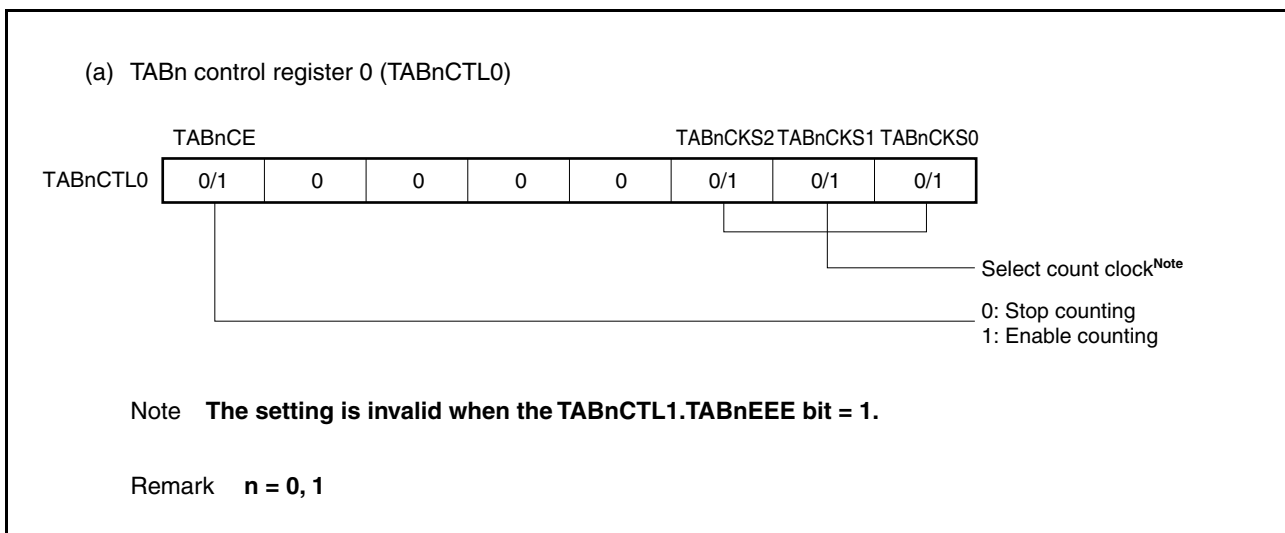 (a) TABn control register 0 (TABnCTL0)
TABnCE TABnCKS2 TABnCKS1 TABnCKS0
TABnCTL0 0/1 0 0 0 0 0/1 0/1 0/1
Select count clockNote
0: Stop counting
1: Enable counting
Note The setting is invalid when the TABnCTL1.TABnEEE bit = 1.
Remark n = 0, 1